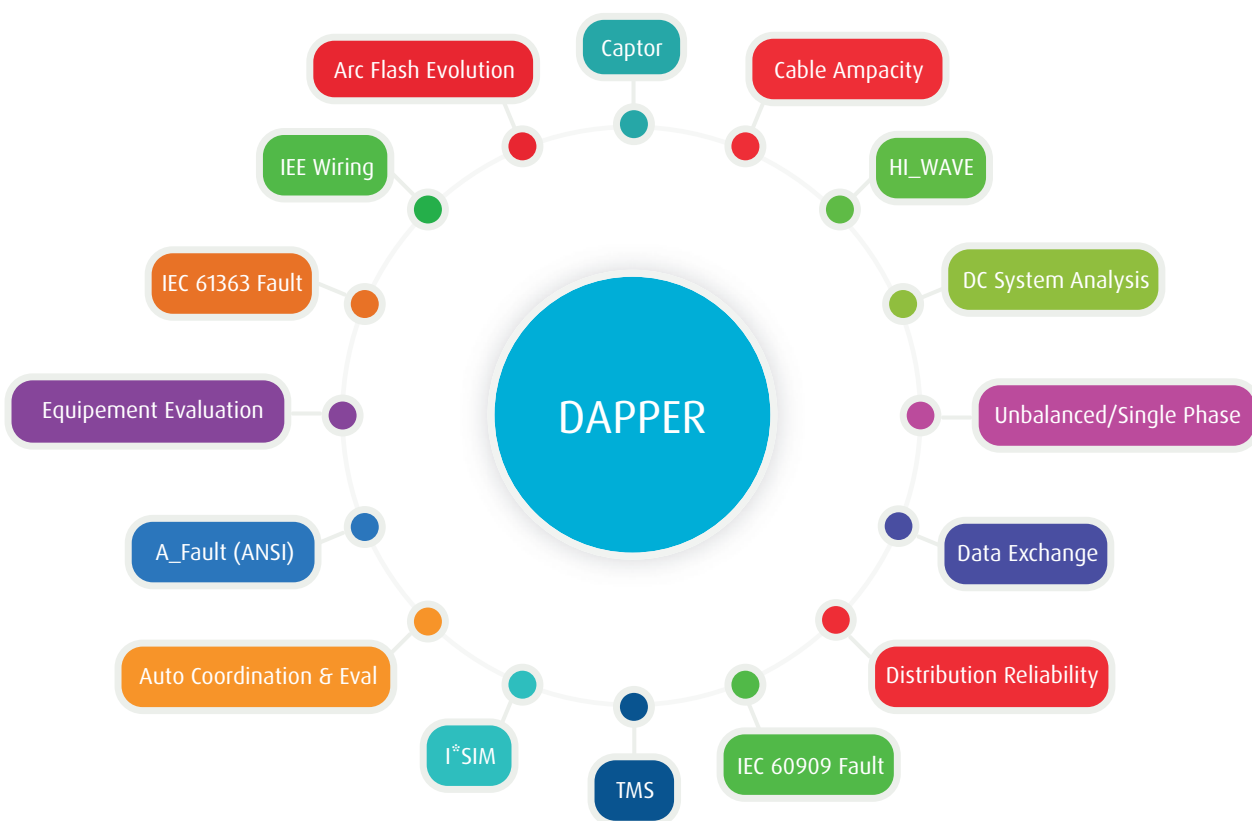 Captor
Arc Flash Evolution
Cable Ampacity
IEE Wiring
HI_WAVE
IEC 61363 Fault
DC System Analysis
Equipement Evaluation
DAPPER
Unbalanced/Single Phase
A_Fault (ANSI)
Data Exchange
Auto Coordination & Eval
Distribution Reliability
I*SIM
IEC 60909 Fault
TMS